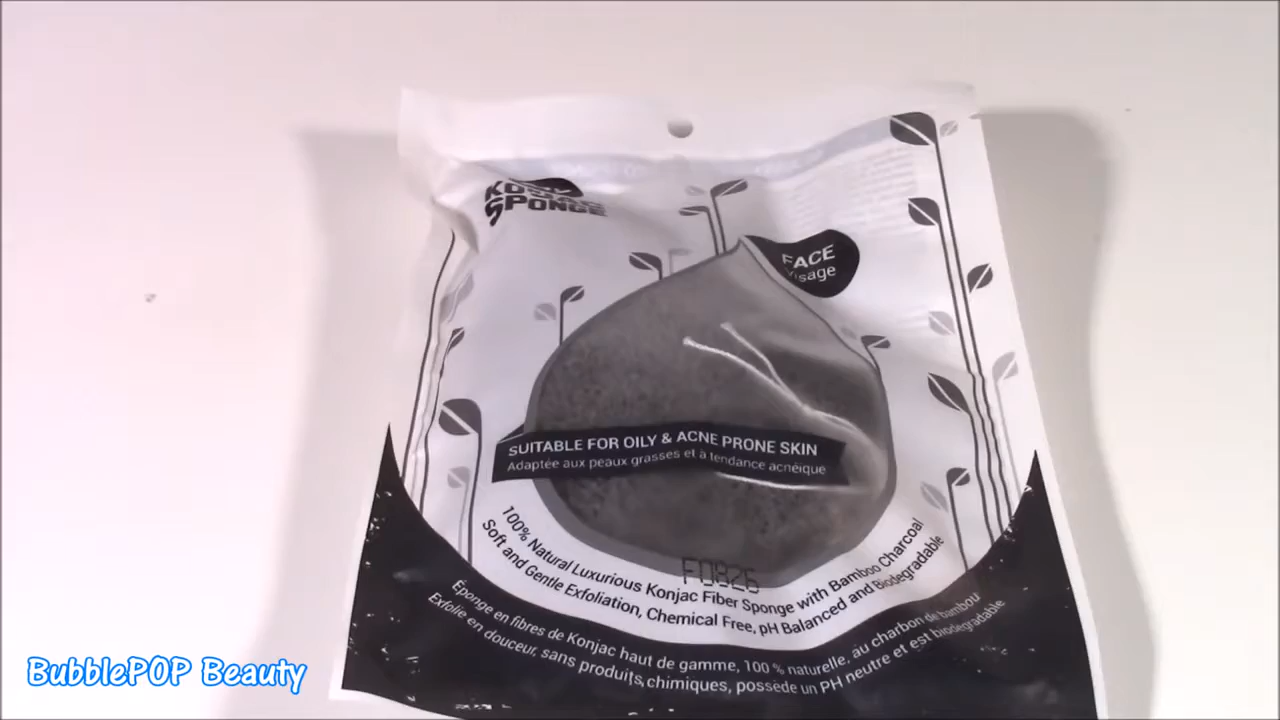 KONJAC
SPONGE
FACE
Visage
SUITABLE FOR OILY & ACNE PRONE SKIN
Adaptée aux peaux grasses et à tendance acnéique
F0826
100% Natural Luxurious Konjac Fiber Sponge with Bamboo Charcoal
Soft and Gentle Exfoliation, Chemical Free, pH Balanced and Biodegradable
Éponge en fibres de Konjac haut de gamme, 100 % naturelle, au charbon de bambou
Exfolie en douceur, sans produits chimiques, possède un PH neutre et est biodegradable
BubblePOP Beauty